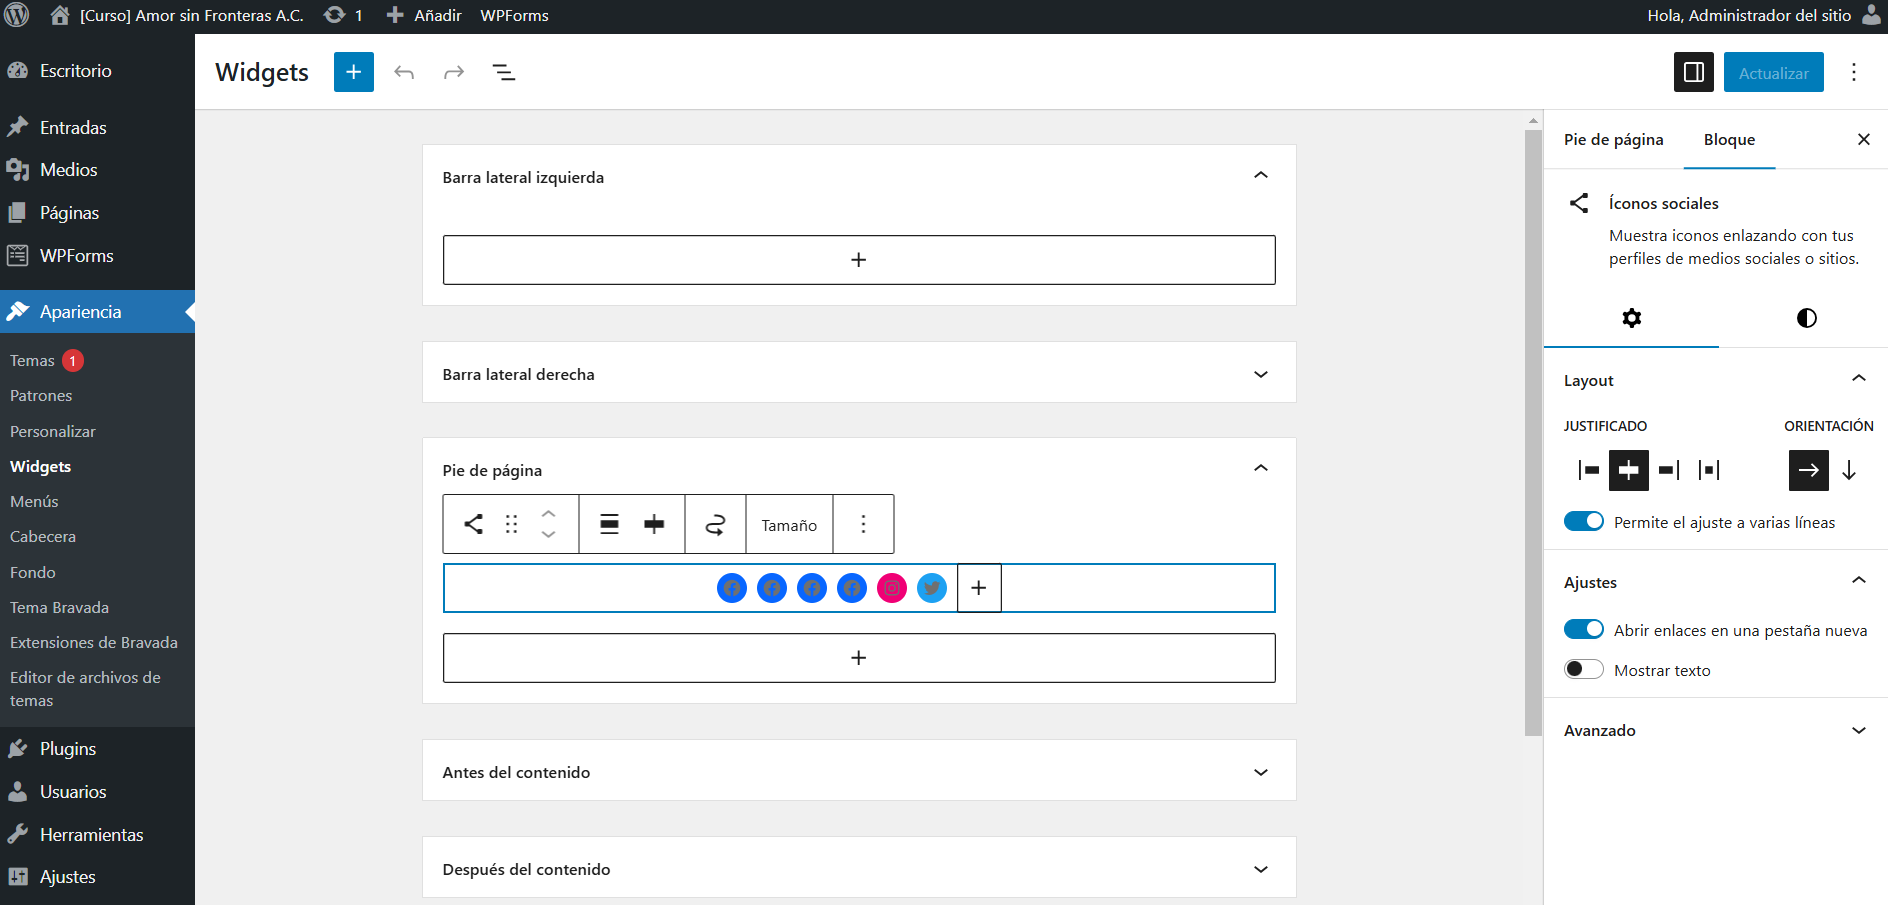 [Curso] Amor sin Fronteras A.C.
1
Añadir
WPForms
Hola, Administrador del sitio
Escritorio
Entradas
Medios
Páginas
WPForms
Apariencia
Temas 1
Patrones
Personalizar
Widgets
Menús
Cabecera
Fondo
Tema Bravada
Extensiones de Bravada
Editor de archivos de
temas
Plugins
Usuarios
Herramientas
Ajustes
Widgets
Actualizar
Barra lateral izquierda
Barra lateral derecha
Pie de página
Tamaño
Antes del contenido
Después del contenido
Pie de página
Bloque
Íconos sociales
Muestra iconos enlazando con tus
perfiles de medios sociales o sitios.
Layout
JUSTIFICADO
ORIENTACIÓN
Permite el ajuste a varias líneas
Ajustes
Abrir enlaces en una pestaña nueva
Mostrar texto
Avanzado